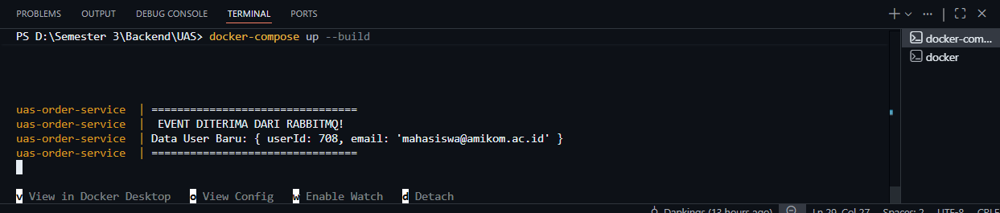 PROBLEMS OUTPUT DEBUG CONSOLE TERMINAL PORTS
PS D:\Semester 3\Backend\UAS> docker-compose up --build
docker-com...
docker
uas-order-service | ================================
uas-order-service | EVENT DITERIMA DARI RABBITMQ!
uas-order-service | Data User Baru: { userId: 708, email: 'mahasiswa@amikom.ac.id' }
uas-order-service | ================================
v View in Docker Desktop o View Config w Enable Watch d Detach
Dankings (13 hours ago) Ln 29, Col 27 Spaces: 2 UTF-8 CRLF